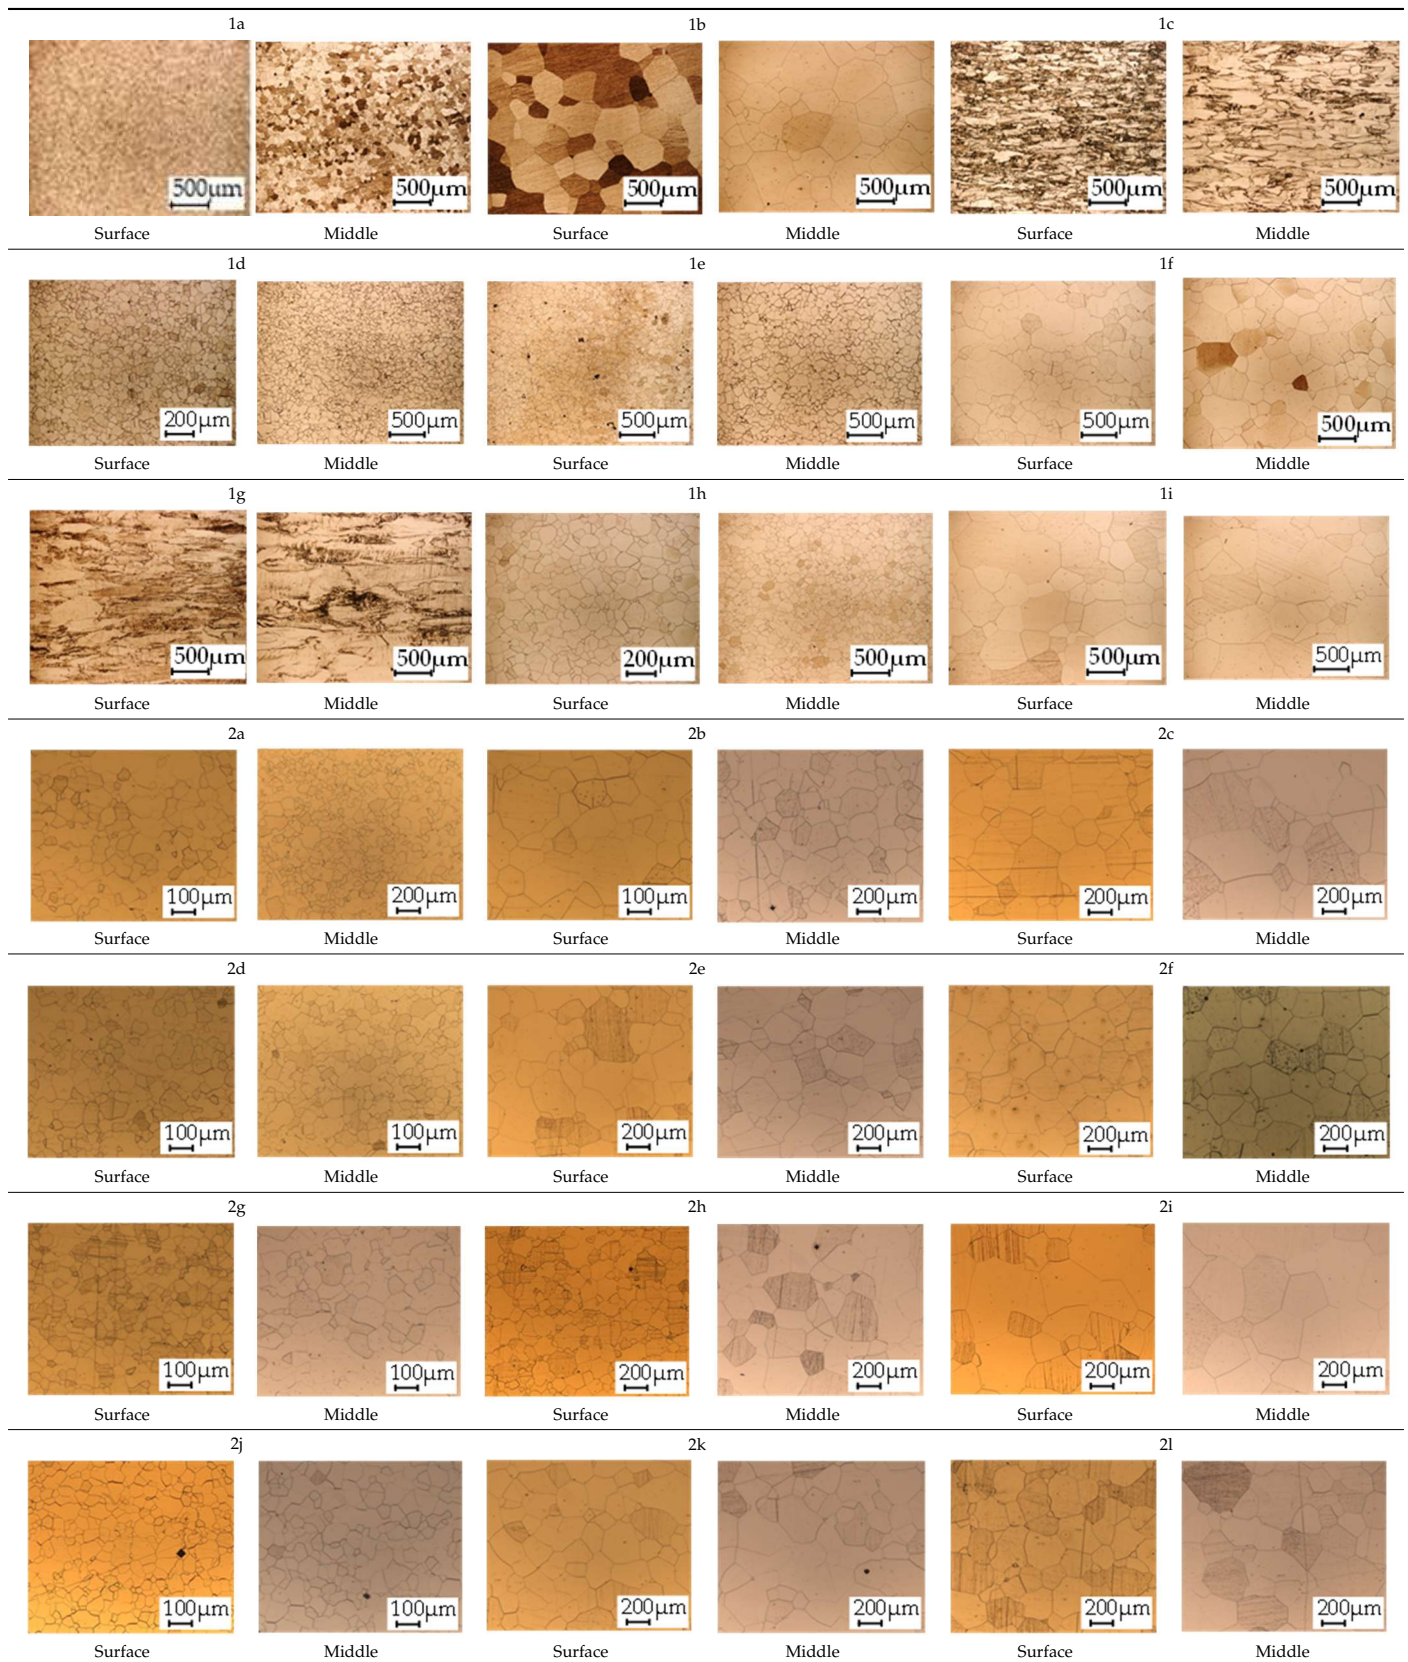 1a 1b 1c
500μm 500μm 500μm 500μm 500μm 500μm
Surface Middle Surface Middle Surface Middle
1d 1e 1f
200μm 500μm 500μm 500μm 500μm 500μm
Surface Middle Surface Middle Surface Middle
1g 1h 1i
500μm 500μm 200μm 500μm 500μm 500μm
Surface Middle Surface Middle Surface Middle
2a 2b 2c
100μm 200μm 100μm 200μm 200μm 200μm
Surface Middle Surface Middle Surface Middle
2d 2e 2f
100μm 100μm 200μm 200μm 200μm 200μm
Surface Middle Surface Middle Surface Middle
2g 2h 2i
100μm 100μm 200μm 200μm 200μm 200μm
Surface Middle Surface Middle Surface Middle
2j 2k 2l
100μm 100μm 200μm 200μm 200μm 200μm
Surface Middle Surface Middle Surface Middle